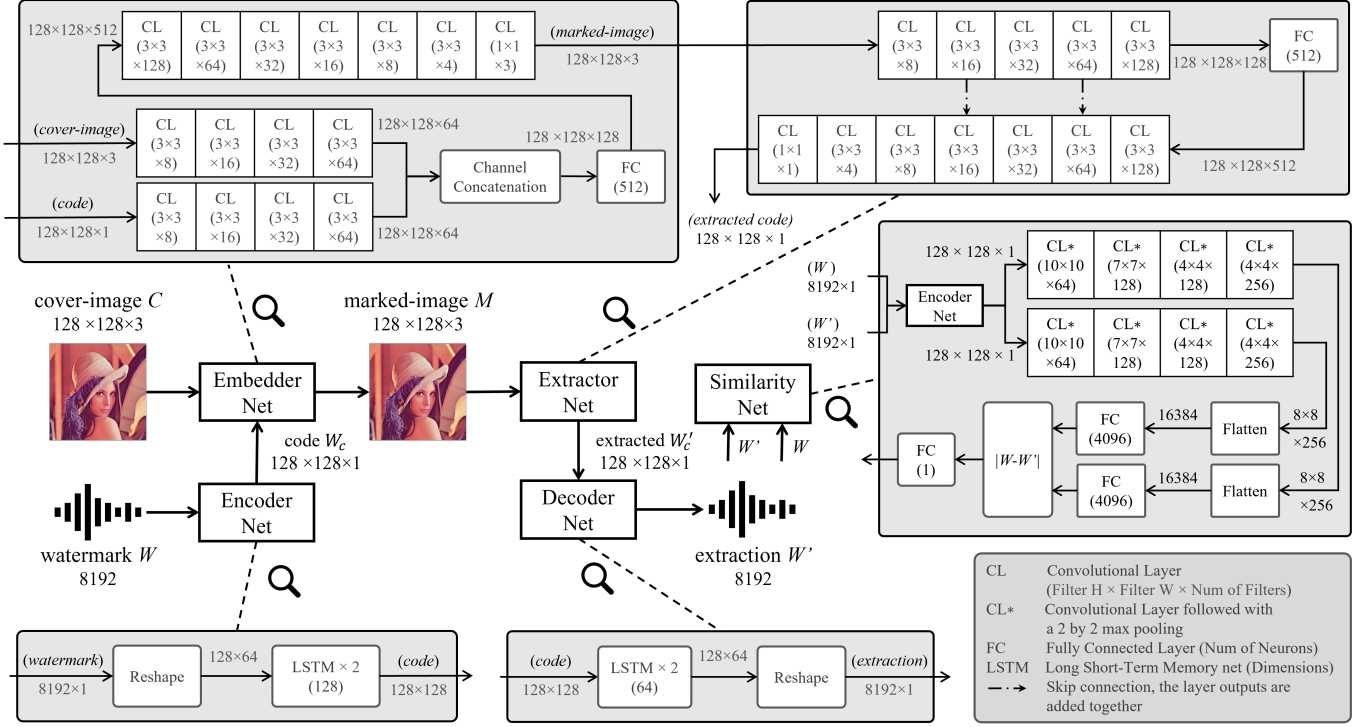 128×128×512
CL (3×3 ×128)
CL (3×3 ×64)
CL (3×3 ×32)
CL (3×3 ×16)
CL (3×3 ×8)
CL (3×3 ×4)
CL (1×1 ×3)
(marked-image)
128×128×3
(cover-image)
128×128×3
CL (3×3 ×8)
CL (3×3 ×16)
CL (3×3 ×32)
CL (3×3 ×64)
128×128×64
(code)
128×128×1
CL (3×3 ×8)
CL (3×3 ×16)
CL (3×3 ×32)
CL (3×3 ×64)
128×128×64
Channel
Concatenation
128 ×128×128
FC
(512)
CL (3×3 ×8)
CL (3×3 ×16)
CL (3×3 ×32)
CL (3×3 ×64)
CL (3×3 ×128)
128 ×128×128
FC
(512)
128 ×128×512
CL (1×1 ×1)
CL (3×3 ×4)
CL (3×3 ×8)
CL (3×3 ×16)
CL (3×3 ×32)
CL (3×3 ×64)
CL (3×3 ×128)
(extracted code)
128 × 128 × 1
cover-image C
128 ×128×3
marked-image M
128 ×128×3
Embedder
Net
Extractor
Net
Similarity
Net
W'
W
code Wc
128 ×128×1
extracted W'c
128 ×128×1
Encoder
Net
Decoder
Net
watermark W
8192
extraction W'
8192
(W)
8192×1
(W')
8192×1
Encoder
Net
128 × 128 × 1
CL* (10×10 ×64)
CL* (7×7× 128)
CL* (4×4× 128)
CL* (4×4× 256)
128 × 128 × 1
CL* (10×10 ×64)
CL* (7×7× 128)
CL* (4×4× 128)
CL* (4×4× 256)
8×8
×256
Flatten
16384
FC
(4096)
8×8
×256
Flatten
16384
FC
(4096)
|W-W'|
FC
(1)
(watermark)
8192×1
Reshape
128×64
LSTM × 2
(128)
(code)
128×128
(code)
128×128
LSTM × 2
(64)
128×64
Reshape
(extraction)
8192×1
CL Convolutional Layer
(Filter H × Filter W × Num of Filters)
CL* Convolutional Layer followed with
a 2 by 2 max pooling
FC Fully Connected Layer (Num of Neurons)
LSTM Long Short-Term Memory net (Dimensions)
Skip connection, the layer outputs are
added together